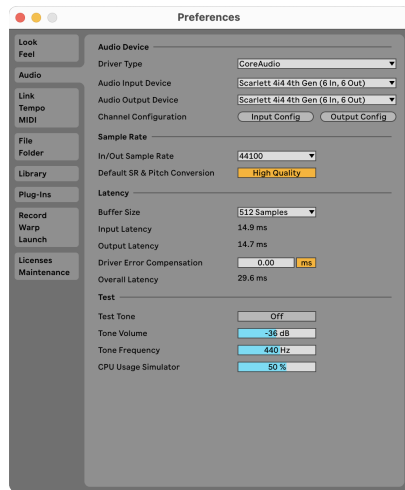 Preferences
Look
Feel
Audio
Link
Tempo
MIDI
File
Folder
Library
Plug-Ins
Record
Warp
Launch
Licenses
Maintenance
Audio Device
Driver Type CoreAudio
Audio Input Device Scarlett 4i4 4th Gen (6 In, 6 Out)
Audio Output Device Scarlett 4i4 4th Gen (6 In, 6 Out)
Channel Configuration Input Config Output Config
Sample Rate
In/Out Sample Rate 44100
Default SR & Pitch Conversion High Quality
Latency
Buffer Size 512 Samples
Input Latency 14.9 ms
Output Latency 14.7 ms
Driver Error Compensation 0.00 ms
Overall Latency 29.6 ms
Test
Test Tone Off
Tone Volume -36 dB
Tone Frequency 440 Hz
CPU Usage Simulator 50 %